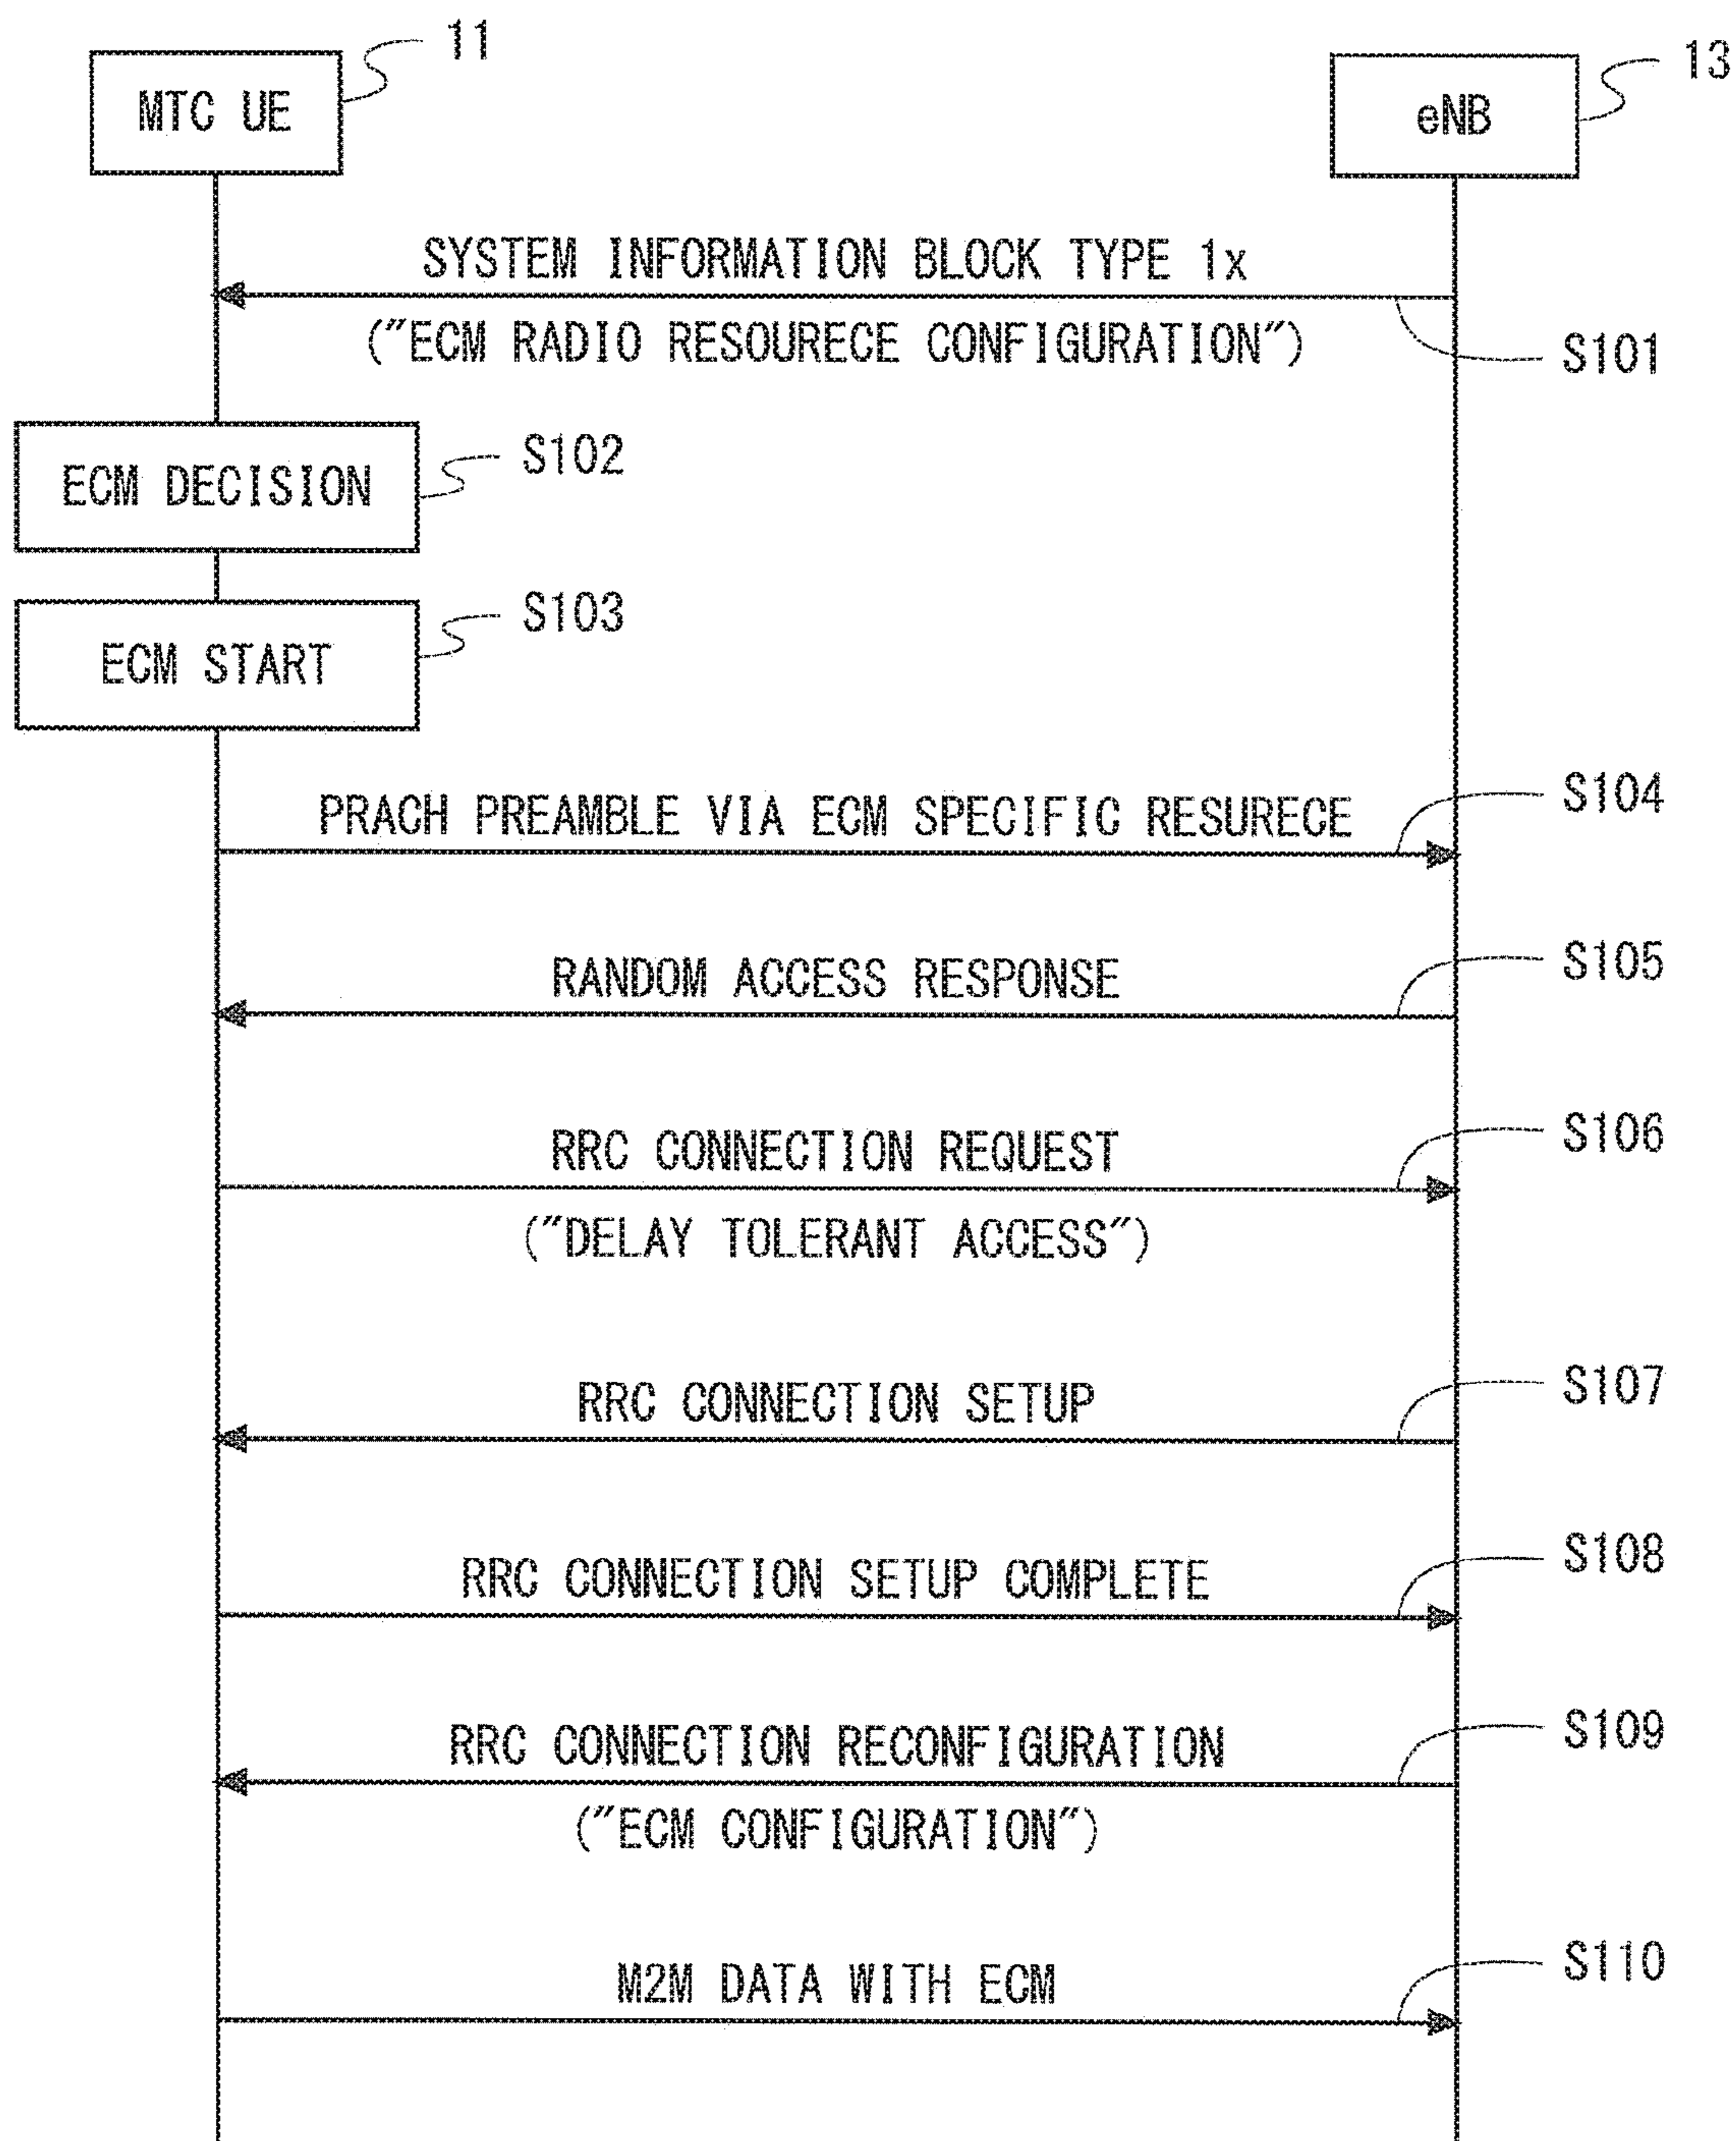 11
13
MTC UE
eNB
SYSTEM INFORMATION BLOCK TYPE 1x
("ECM RADIO RESOURECE CONFIGURATION")
S101
S102
ECM DECISION
S103
ECM START
S104
PRACH PREAMBLE VIA ECM SPECIFIC RESURECE
S105
RANDOM ACCESS RESPONSE
S106
RRC CONNECTION REQUEST
("DELAY TOLERANT ACCESS")
S107
RRC CONNECTION SETUP
S108
RRC CONNECTION SETUP COMPLETE
S109
RRC CONNECTION RECONFIGURATION
("ECM CONFIGURATION")
S110
M2M DATA WITH ECM